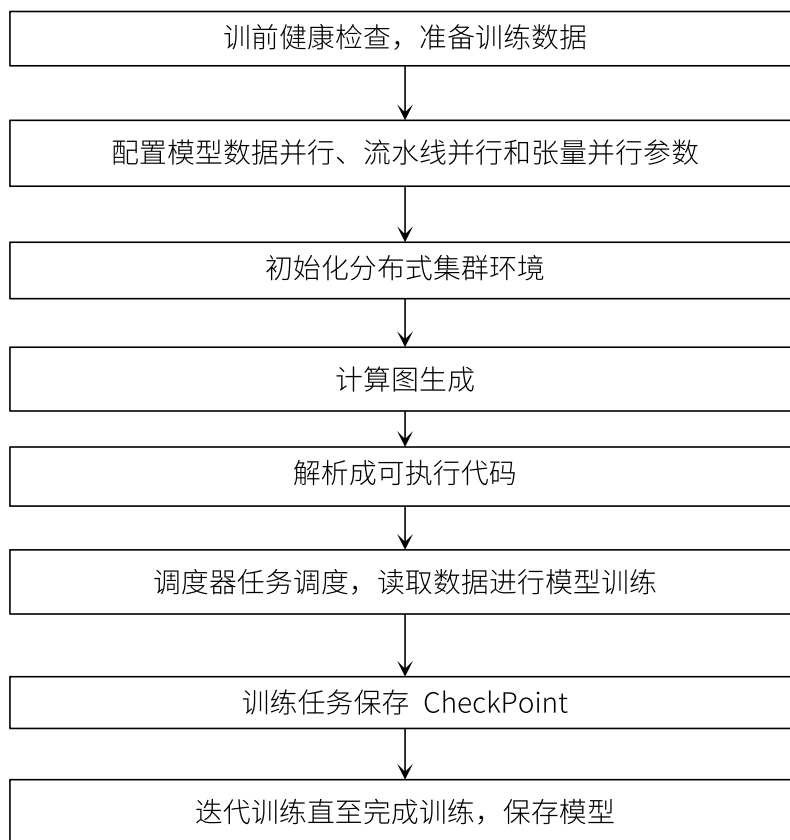 训前健康检查，准备训练数据
配置模型数据并行、流水线并行和张量并行参数
初始化分布式集群环境
计算图生成
解析成可执行代码
调度器任务调度，读取数据进行模型训练
训练任务保存 CheckPoint
迭代训练直至完成训练，保存模型